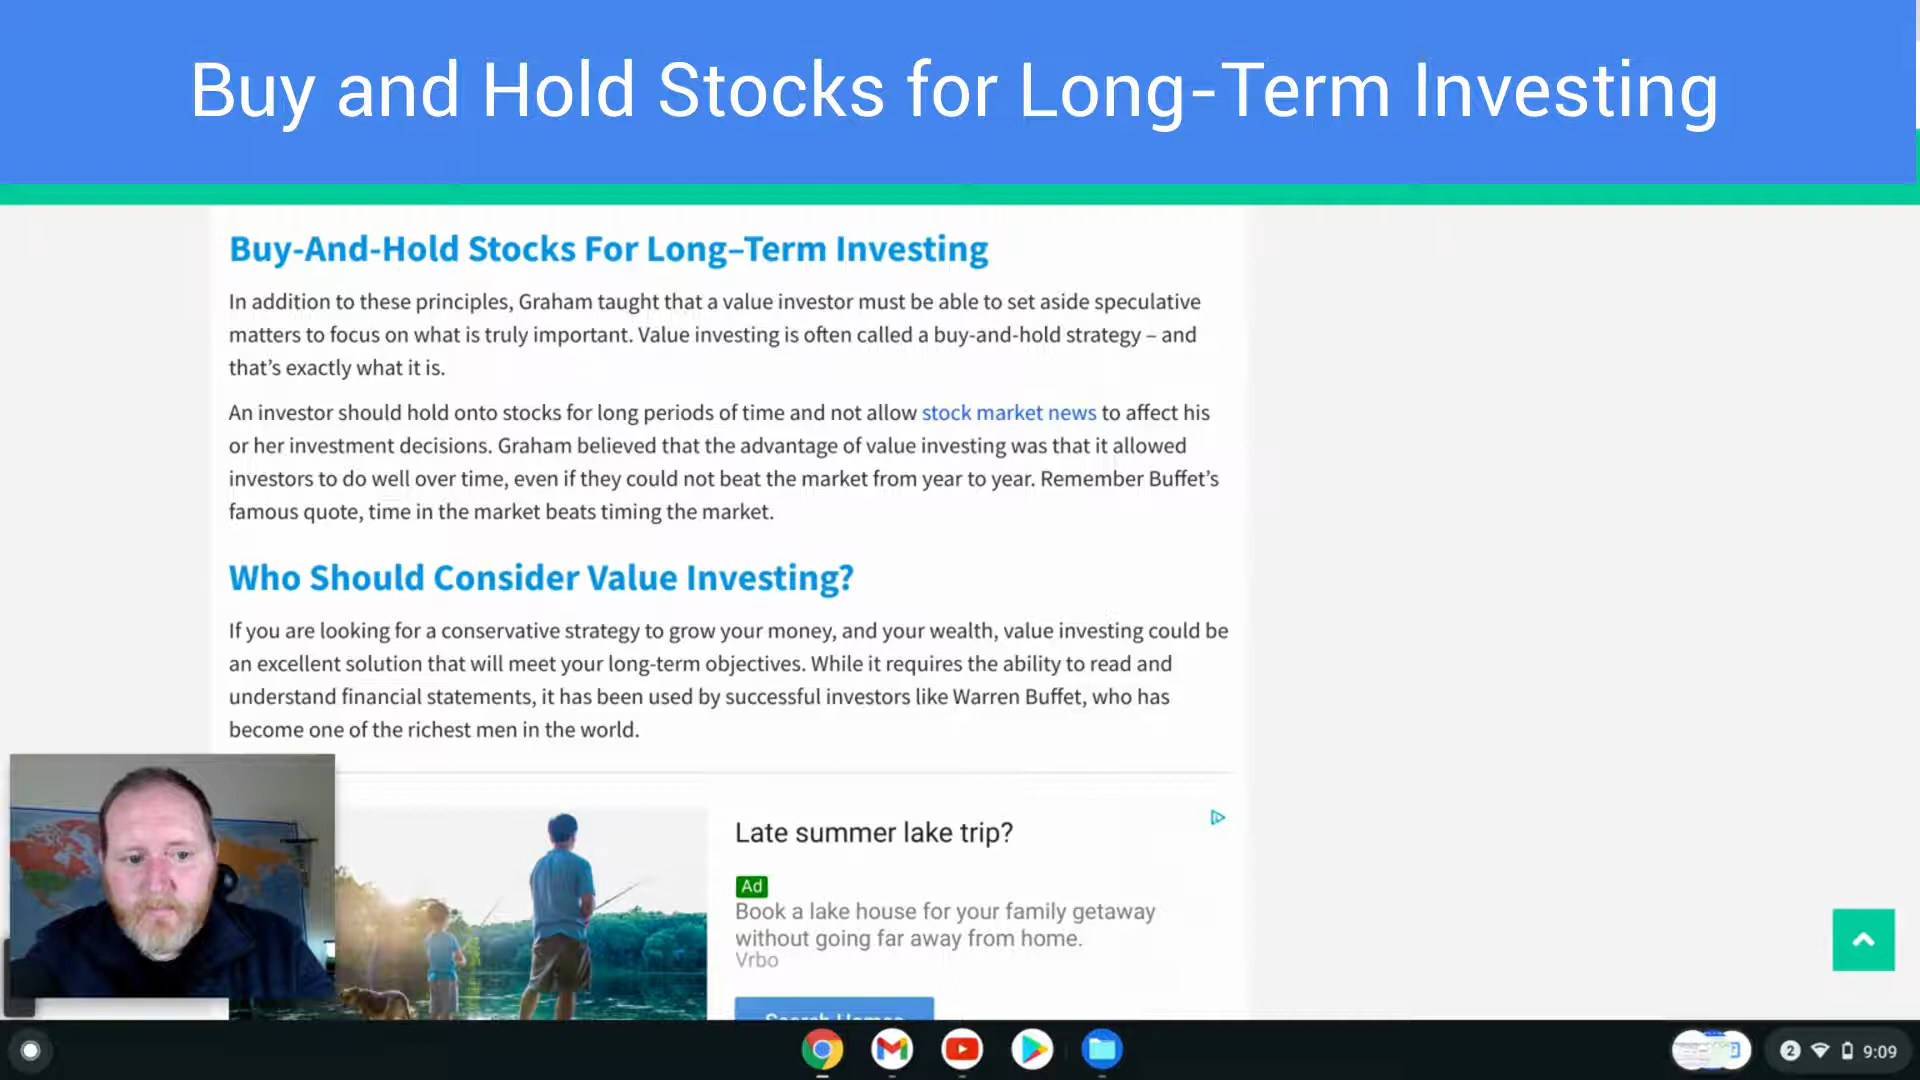 Buy and Hold Stocks for Long-Term Investing
Buy-And-Hold Stocks For Long–Term Investing
In addition to these principles, Graham taught that a value investor must be able to set aside speculative
matters to focus on what is truly important. Value investing is often called a buy-and-hold strategy – and
that’s exactly what it is.
An investor should hold onto stocks for long periods of time and not allow stock market news to affect his
or her investment decisions. Graham believed that the advantage of value investing was that it allowed
investors to do well over time, even if they could not beat the market from year to year. Remember Buffet’s
famous quote, time in the market beats timing the market.
Who Should Consider Value Investing?
If you are looking for a conservative strategy to grow your money, and your wealth, value investing could be
an excellent solution that will meet your long-term objectives. While it requires the ability to read and
understand financial statements, it has been used by successful investors like Warren Buffet, who has
become one of the richest men in the world.
Late summer lake trip?
Ad
Book a lake house for your family getaway
without going far away from home.
Vrbo
Search Homes
2
9:09